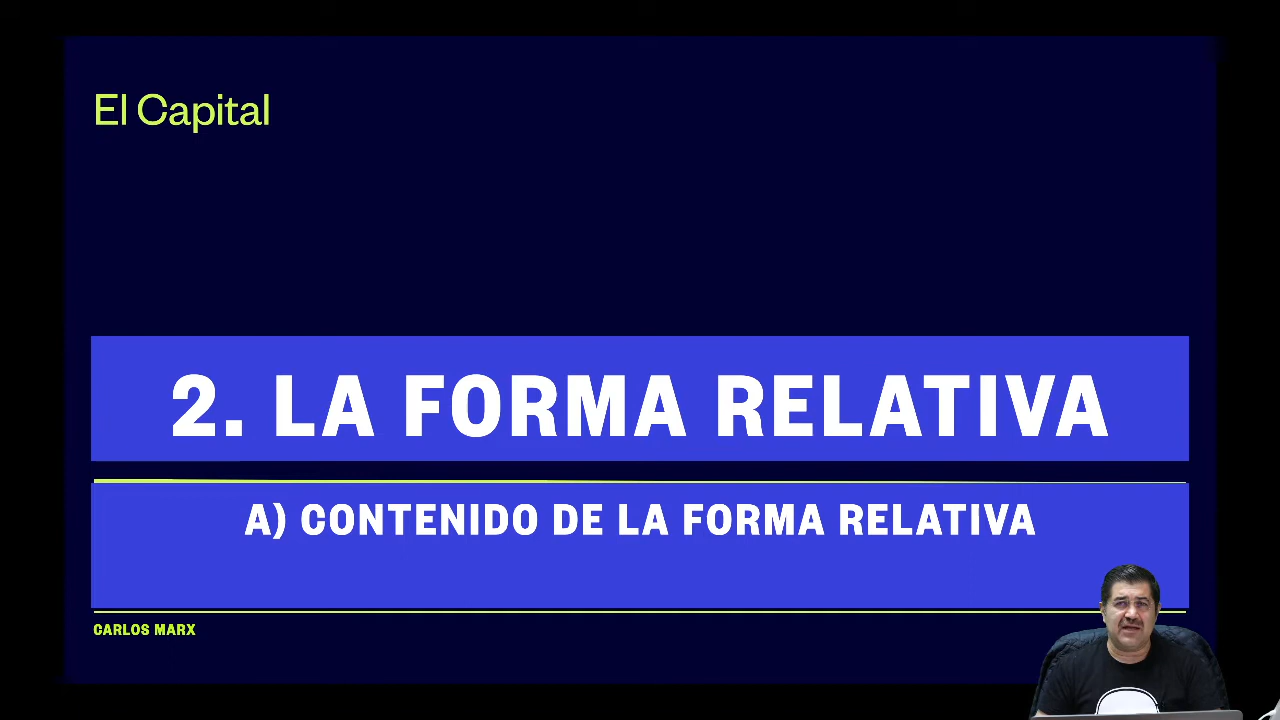 El Capital
2. LA FORMA RELATIVA
A) CONTENIDO DE LA FORMA RELATIVA
CARLOS MARX